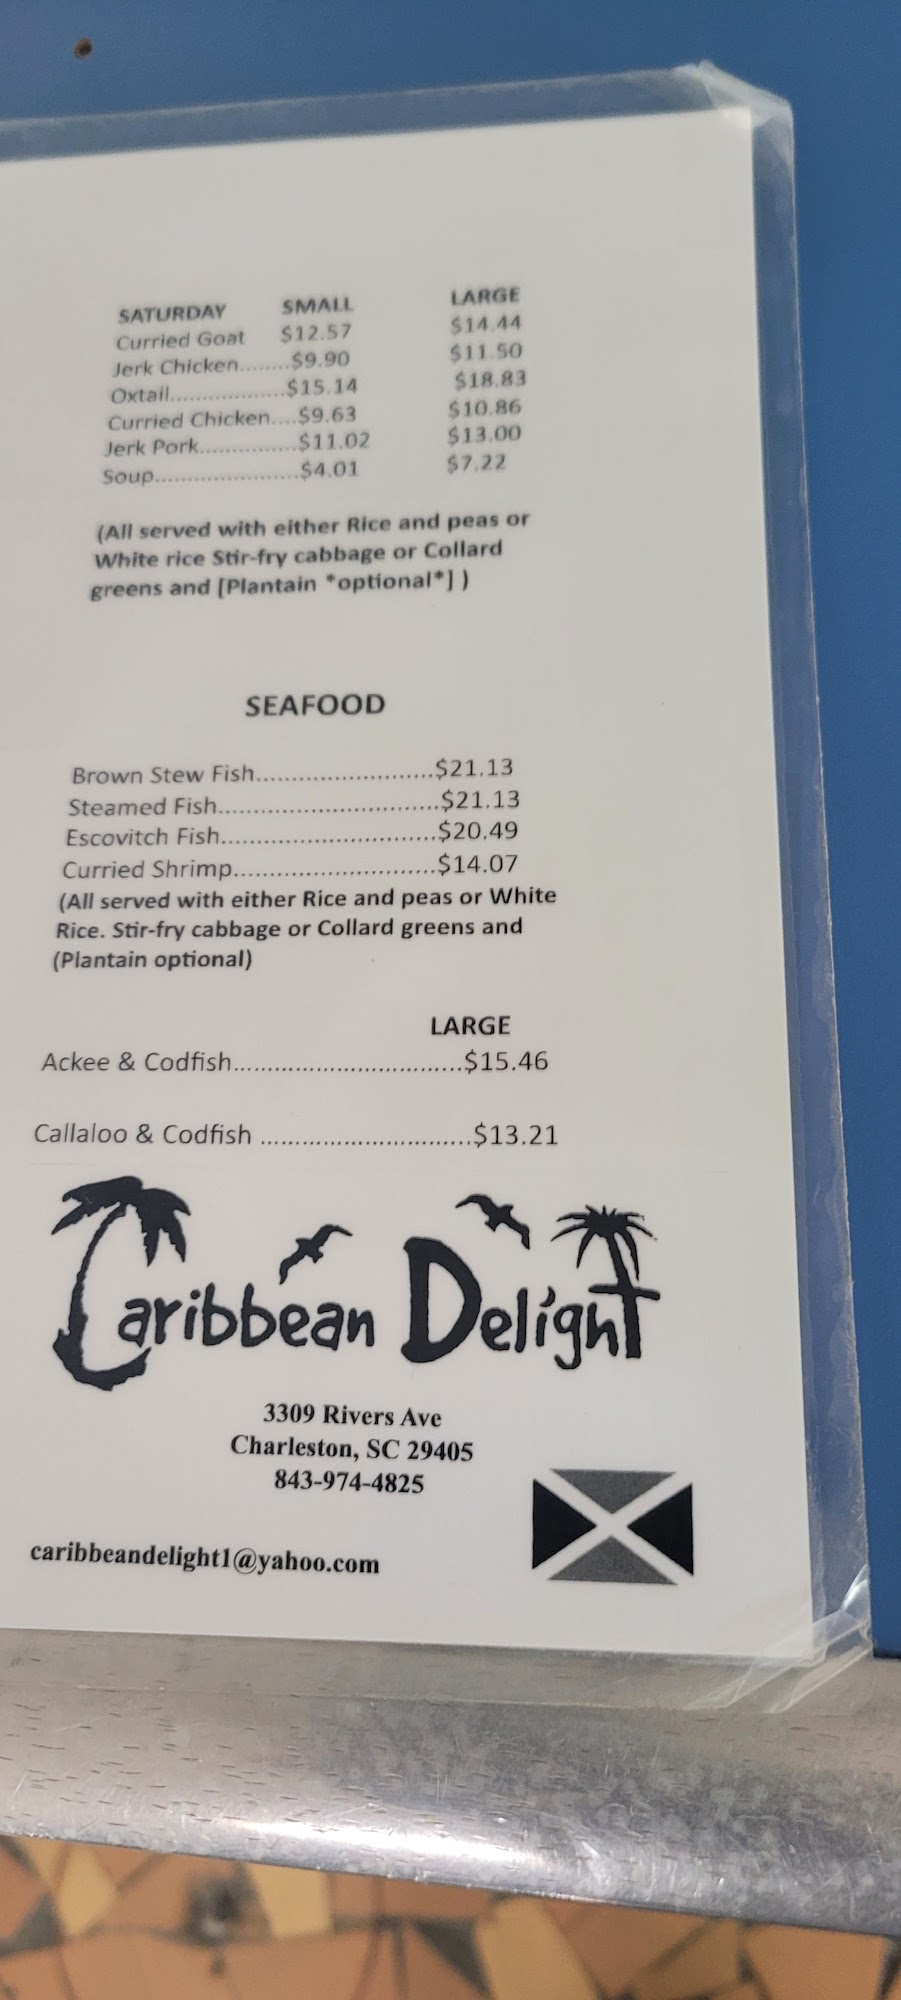 SATURDAY SMALL LARGE
Curried Goat $12.57 $14.44
Jerk Chicken........$9.90 $11.50
Oxtail..................$15.14 $18.83
Curried Chicken....$9.63 $10.86
Jerk Pork...............$11.02 $13.00
Soup.......................$4.01 $7.22
(All served with either Rice and peas or
White rice Stir-fry cabbage or Collard
greens and [Plantain *optional*] )
SEAFOOD
Brown Stew Fish..........................$21.13
Steamed Fish.................................$21.13
Escovitch Fish................................$20.49
Curried Shrimp..............................$14.07
(All served with either Rice and peas or White
Rice. Stir-fry cabbage or Collard greens and
(Plantain optional)
LARGE
Ackee & Codfish.................................$15.46
Callaloo & Codfish ..............................$13.21
Caribbean Delight
3309 Rivers Ave
Charleston, SC 29405
843-974-4825
caribbeandelight1@yahoo.com